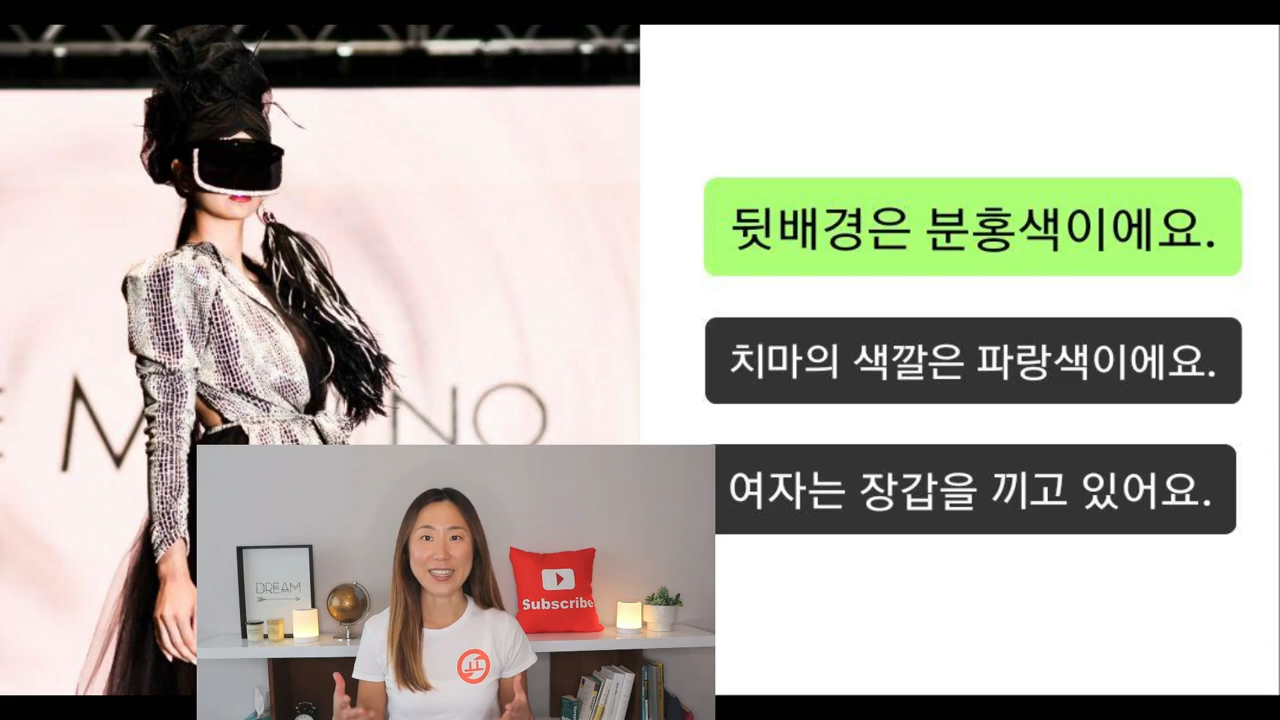 뒷배경은 분홍색이에요.
치마의 색깔은 파랑색이에요.
여자는 장갑을 끼고 있어요.
NO
DREAM
Subscribe